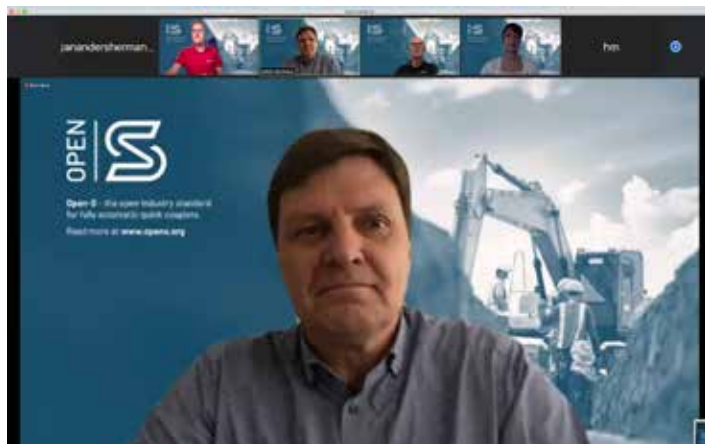 janandersherman...
hm
OPEN
S
Open-S - the open industry standard
for fully automatic quick couplers.
Read more at www.opens.org